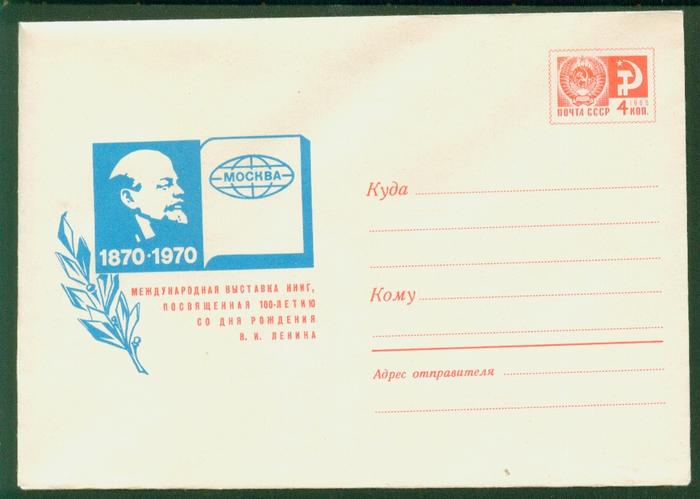 1966
ПОЧТА СССР 4 КОП.
МОСКВА
1870·1970
МЕЖДУНАРОДНАЯ ВЫСТАВКА КНИГ,
ПОСВЯЩЕННАЯ 100-ЛЕТИЮ
СО ДНЯ РОЖДЕНИЯ
В. И. ЛЕНИНА
Куда
Кому
Адрес отправителя